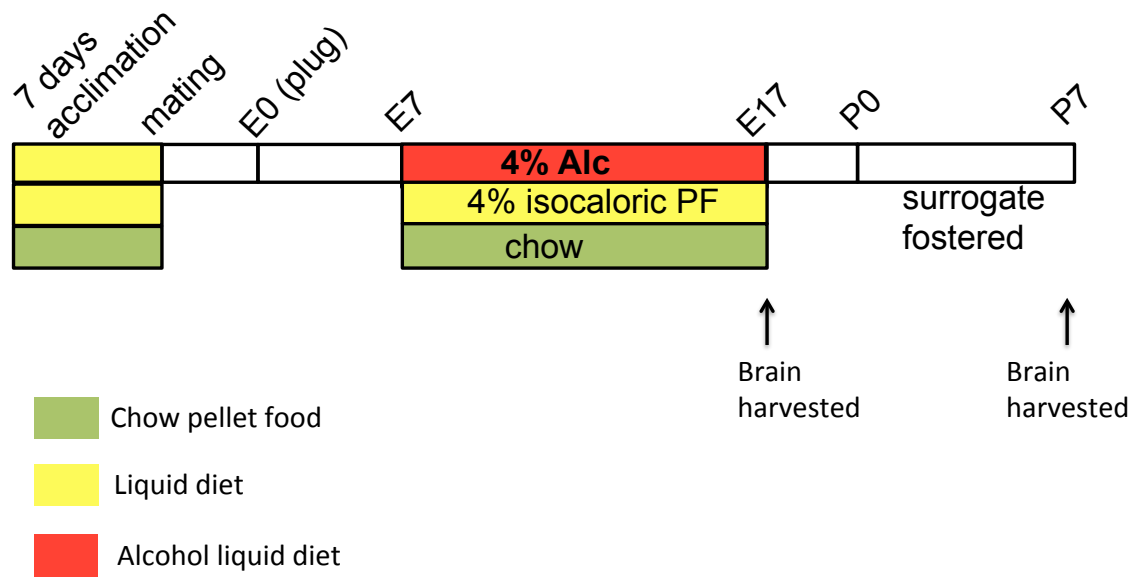 7 days
acclimation
mating
E0 (plug)
E7
E17
P0
P7
4% Alc
4% isocaloric PF
chow
surrogate
fostered
Brain
harvested
Brain
harvested
Chow pellet food
Liquid diet
Alcohol liquid diet